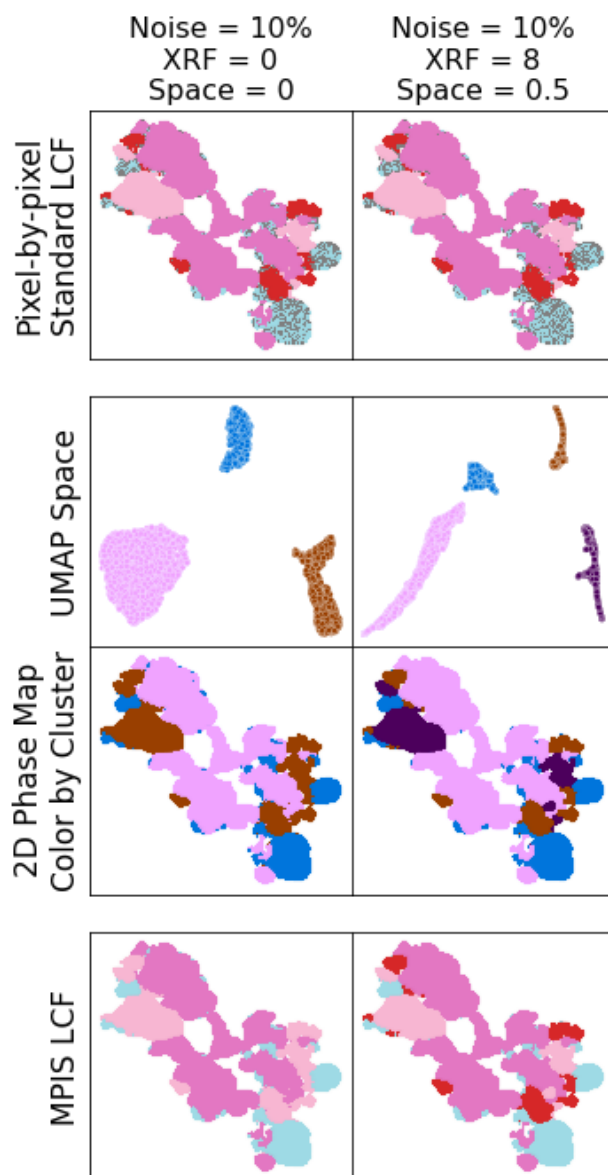 Noise = 10%
XRF = 0
Space = 0
Noise = 10%
XRF = 8
Space = 0.5
Pixel-by-pixel
Standard LCF
UMAP Space
2D Phase Map
Color by Cluster
MPIS LCF